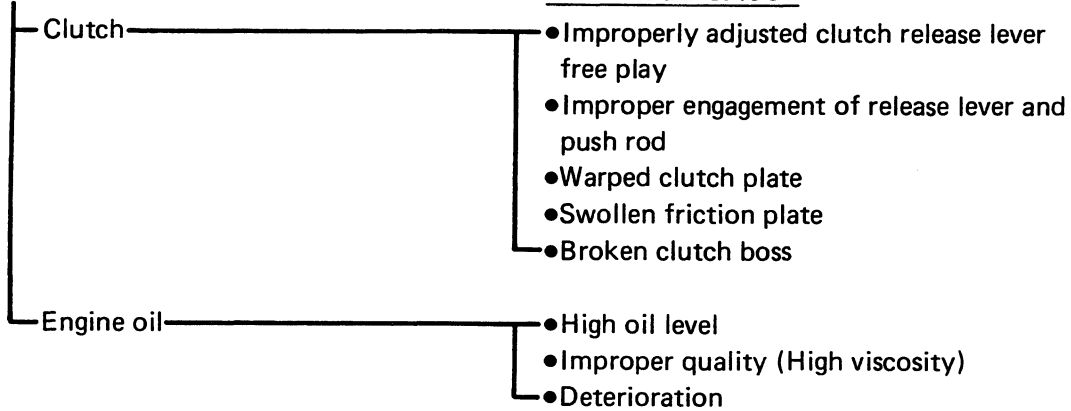 Clutch
●Improperly adjusted clutch release lever
free play
●Improper engagement of release lever and
push rod
●Warped clutch plate
●Swollen friction plate
●Broken clutch boss
Engine oil
●High oil level
●Improper quality (High viscosity)
●Deterioration